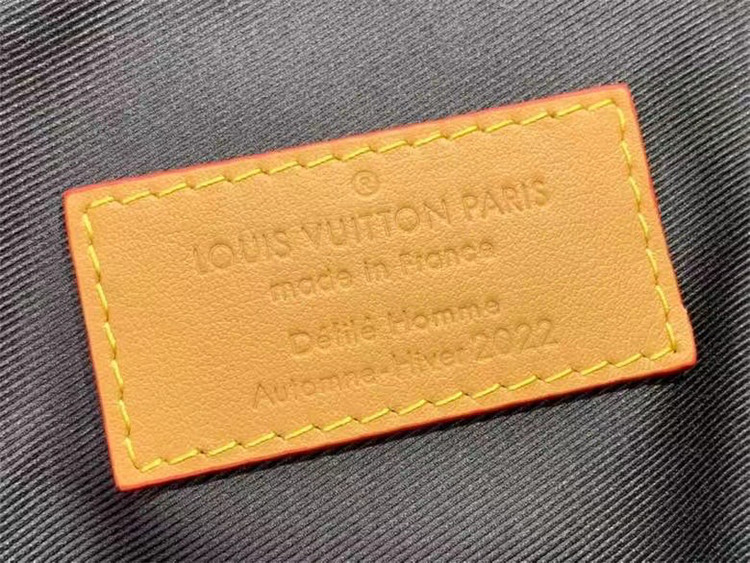 ®
LOUIS VUITTON PARIS
made in France
Défilé Homme
Automne-Hiver 2022